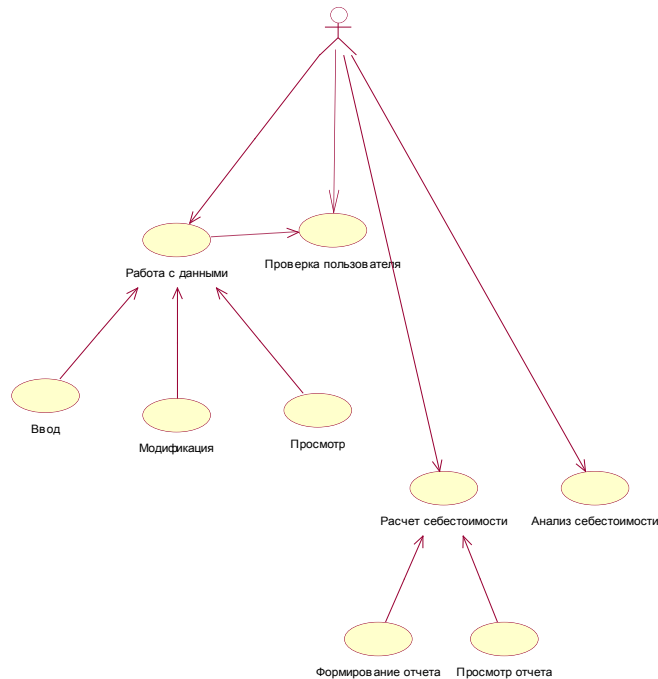 Проверка пользователя
Работа с данными
Ввод
Модификация
Просмотр
Расчет себестоимости
Анализ себестоимости
Формирование отчета
Просмотр отчета